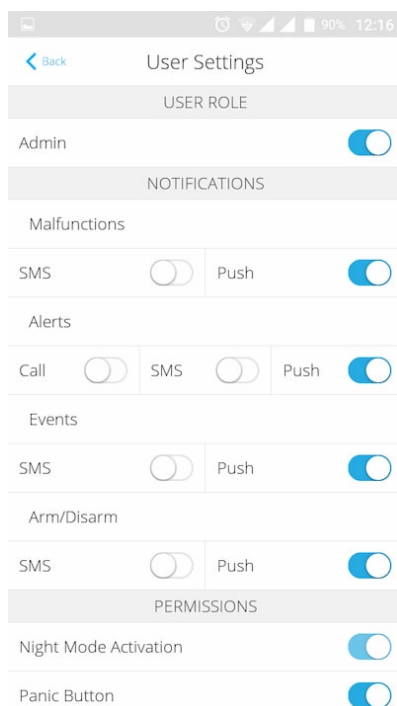 90% 12:16
Back User Settings
USER ROLE
Admin
NOTIFICATIONS
Malfunctions
SMS Push
Alerts
Call SMS Push
Events
SMS Push
Arm/Disarm
SMS Push
PERMISSIONS
Night Mode Activation
Panic Button